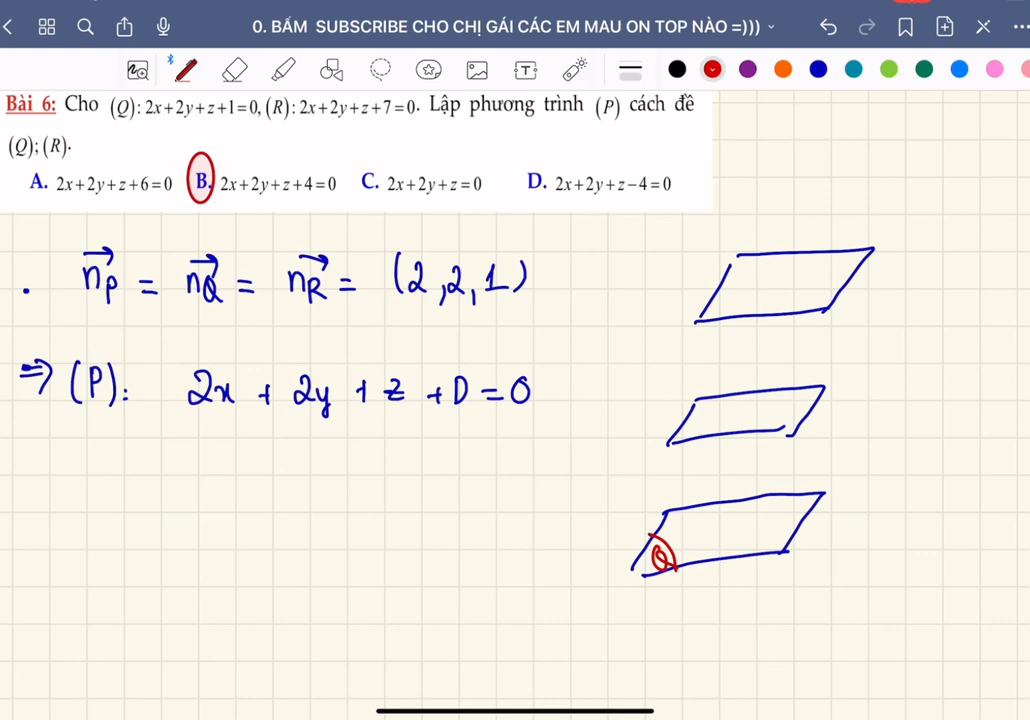 0. BẤM SUBSCRIBE CHO CHỊ GÁI CÁC EM MAU ON TOP NÀO =)))
Bài 6: Cho (Q): 2x+2y+z+1=0, (R): 2x+2y+z+7=0. Lập phương trình (P) cách đề
(Q); (R).
A. 2x+2y+z+6=0 B. 2x+2y+z+4=0 C. 2x+2y+z=0 D. 2x+2y+z−4=0
. n⃗P = n⃗Q = n⃗R = (2,2,1)
⇒ (P): 2x + 2y + z + D = 0
Q